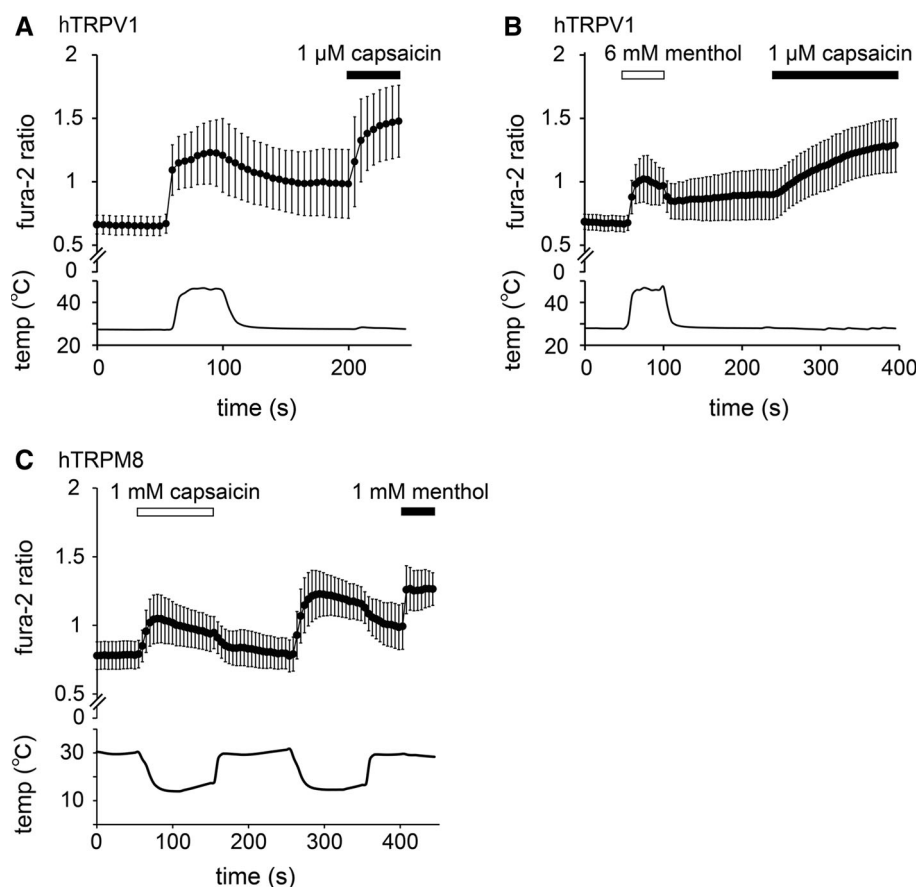 A hTRPV1
1 µM capsaicin
2
1.5
1
0.5
0
fura-2 ratio
40
20
temp (°C)
0 100 200
time (s)
B hTRPV1
6 mM menthol 1 µM capsaicin
2
1.5
1
0.5
0
fura-2 ratio
40
20
temp (°C)
0 100 200 300 400
time (s)
C hTRPM8
1 mM capsaicin 1 mM menthol
2
1.5
1
0.5
0
fura-2 ratio
30
10
temp (°C)
0 100 200 300 400
time (s)